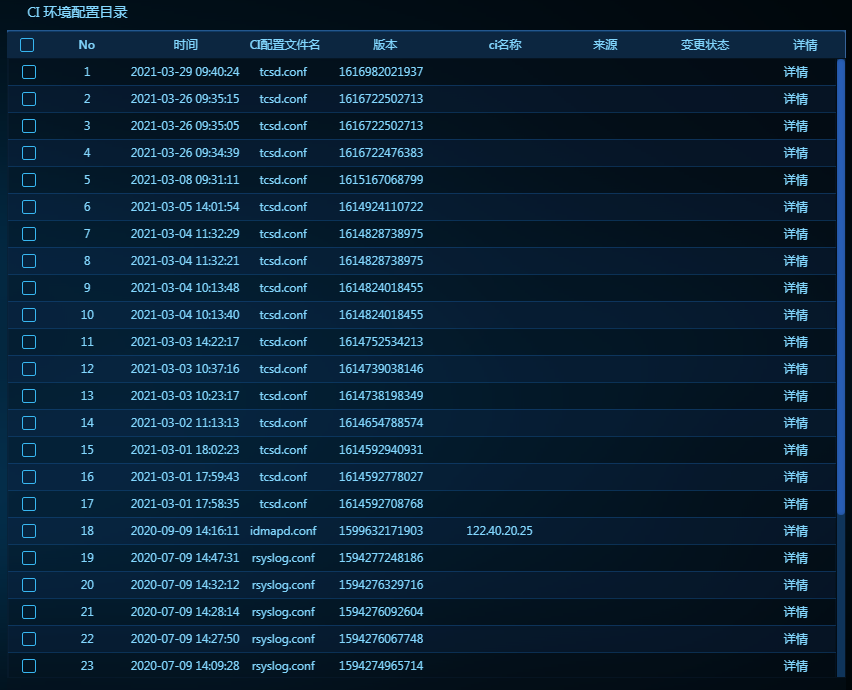 CI 环境配置目录
No 时间 CI配置文件名 版本 ci名称 来源 变更状态 详情
1 2021-03-29 09:40:24 tcsd.conf 1616982021937 详情
2 2021-03-26 09:35:15 tcsd.conf 1616722502713 详情
3 2021-03-26 09:35:05 tcsd.conf 1616722502713 详情
4 2021-03-26 09:34:39 tcsd.conf 1616722476383 详情
5 2021-03-08 09:31:11 tcsd.conf 1615167068799 详情
6 2021-03-05 14:01:54 tcsd.conf 1614924110722 详情
7 2021-03-04 11:32:29 tcsd.conf 1614828738975 详情
8 2021-03-04 11:32:21 tcsd.conf 1614828738975 详情
9 2021-03-04 10:13:48 tcsd.conf 1614824018455 详情
10 2021-03-04 10:13:40 tcsd.conf 1614824018455 详情
11 2021-03-03 14:22:17 tcsd.conf 1614752534213 详情
12 2021-03-03 10:37:16 tcsd.conf 1614739038146 详情
13 2021-03-03 10:23:17 tcsd.conf 1614738198349 详情
14 2021-03-02 11:13:13 tcsd.conf 1614654788574 详情
15 2021-03-01 18:02:23 tcsd.conf 1614592940931 详情
16 2021-03-01 17:59:43 tcsd.conf 1614592778027 详情
17 2021-03-01 17:58:35 tcsd.conf 1614592708768 详情
18 2020-09-09 14:16:11 idmapd.conf 1599632171903 122.40.20.25 详情
19 2020-07-09 14:47:31 rsyslog.conf 1594277248186 详情
20 2020-07-09 14:32:12 rsyslog.conf 1594276329716 详情
21 2020-07-09 14:28:14 rsyslog.conf 1594276092604 详情
22 2020-07-09 14:27:50 rsyslog.conf 1594276067748 详情
23 2020-07-09 14:09:28 rsyslog.conf 1594274965714 详情